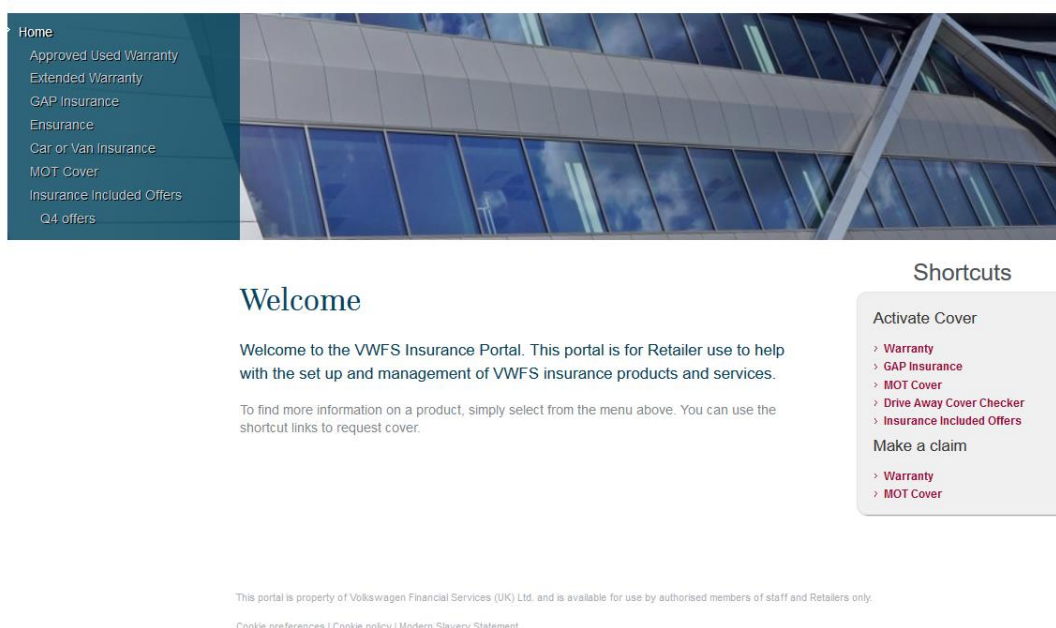 Home
Approved Used Warranty
Extended Warranty
GAP Insurance
Ensurance
Car or Van Insurance
MOT Cover
Insurance Included Offers
Q4 offers
Welcome
Welcome to the VWFS Insurance Portal. This portal is for Retailer use to help
with the set up and management of VWFS insurance products and services.
To find more information on a product, simply select from the menu above. You can use the
shortcut links to request cover.
Shortcuts
Activate Cover
Warranty
GAP Insurance
MOT Cover
Drive Away Cover Checker
Insurance Included Offers
Make a claim
Warranty
MOT Cover
This portal is property of Volkswagen Financial Services (UK) Ltd. and is available for use by authorised members of staff and Retailers only.
Cookie preferences | Cookie policy | Modern Slavery Statement